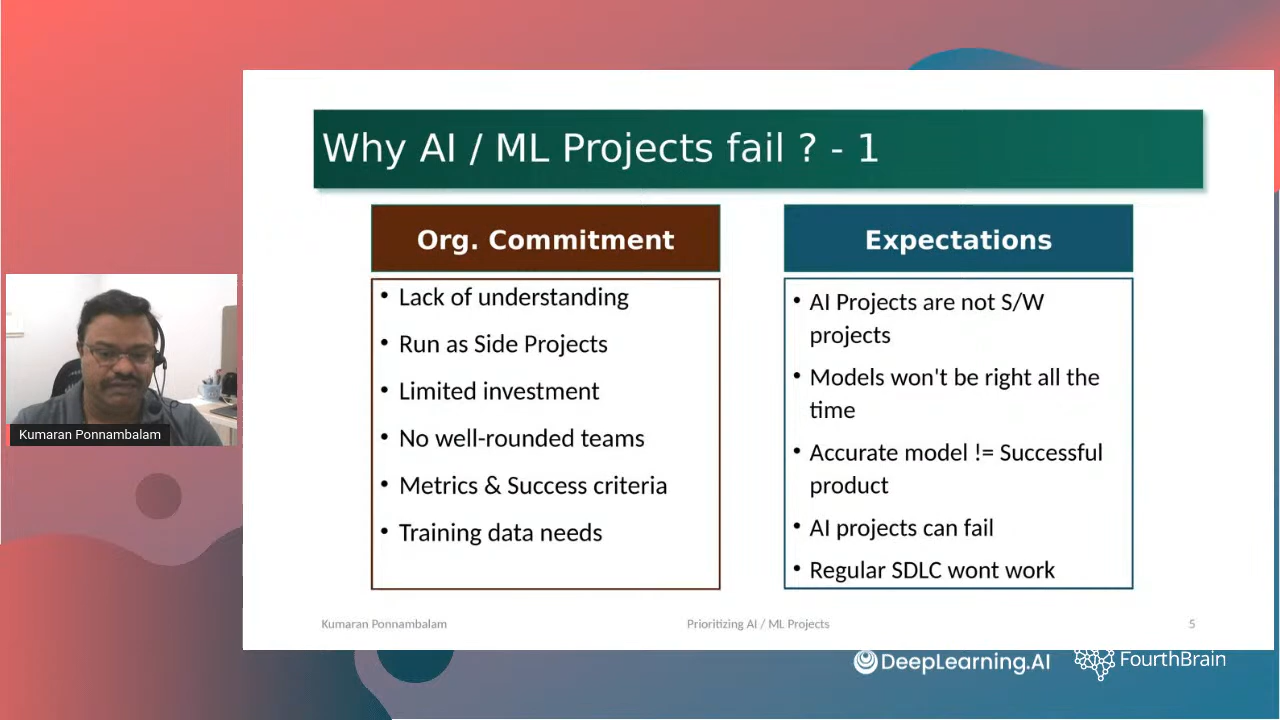 Why AI / ML Projects fail ? - 1
Org. Commitment
• Lack of understanding
• Run as Side Projects
• Limited investment
• No well-rounded teams
• Metrics & Success criteria
• Training data needs
Expectations
• AI Projects are not S/W
projects
• Models won't be right all the
time
• Accurate model != Successful
product
• AI projects can fail
• Regular SDLC wont work
Kumaran Ponnambalam
Kumaran Ponnambalam
Prioritizing AI / ML Projects
5
DeepLearning.AI
FourthBrain